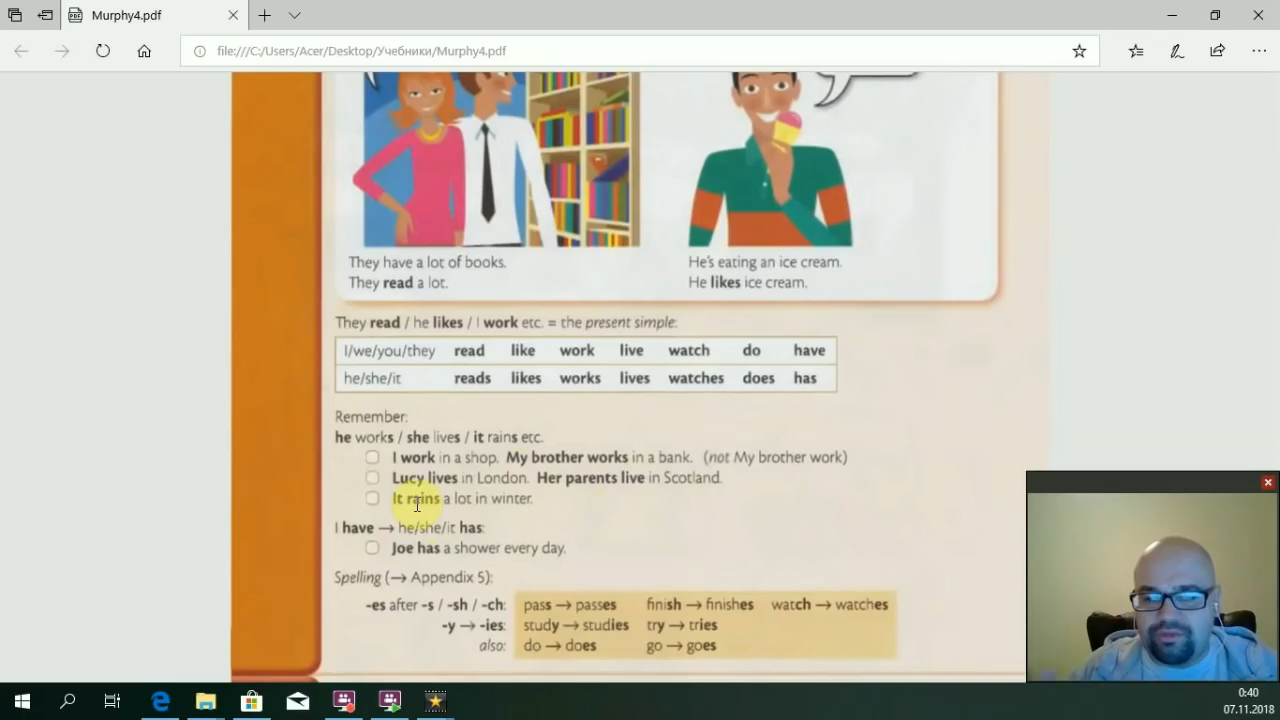 Murphy4.pdf
file:///C:/Users/Acer/Desktop/Учебники/Murphy4.pdf
They have a lot of books.
They read a lot.
He's eating an ice cream.
He likes ice cream.
They read / he likes / I work etc. = the present simple:
I/we/you/they read like work live watch do have
he/she/it reads likes works lives watches does has
Remember:
he works / she lives / it rains etc.
I work in a shop. My brother works in a bank. (not My brother work)
Lucy lives in London. Her parents live in Scotland.
It rains a lot in winter.
I have → he/she/it has:
Joe has a shower every day.
Spelling (→ Appendix 5):
-es after -s / -sh / -ch: pass → passes finish → finishes watch → watches
-y → -ies: study → studies try → tries
also: do → does go → goes
0:40
07.11.2018